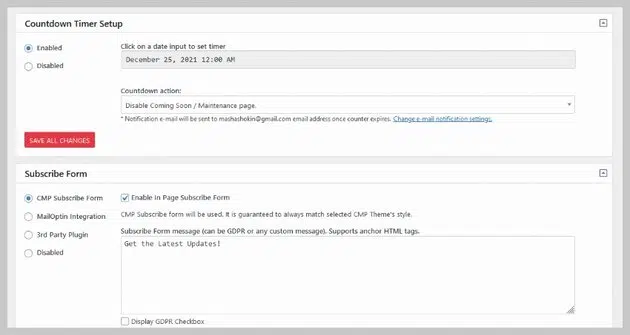 Countdown Timer Setup
Enabled
Disabled
Click on a date input to set timer
December 25, 2021 12:00 AM
Countdown action:
Disable Coming Soon / Maintenance page.
* Notification e-mail will be sent to mashashokin@gmail.com email address once counter expires. Change e-mail notification settings.
SAVE ALL CHANGES
Subscribe Form
CMP Subscribe Form
MailOptin Integration
3rd Party Plugin
Disabled
Enable In Page Subscribe Form
CMP Subscribe form will be used. It is guaranteed to always match selected CMP Theme's style.
Subscribe Form message (can be GDPR or any custom message). Supports anchor HTML tags.
Get the Latest Updates!
Display GDPR Checkbox